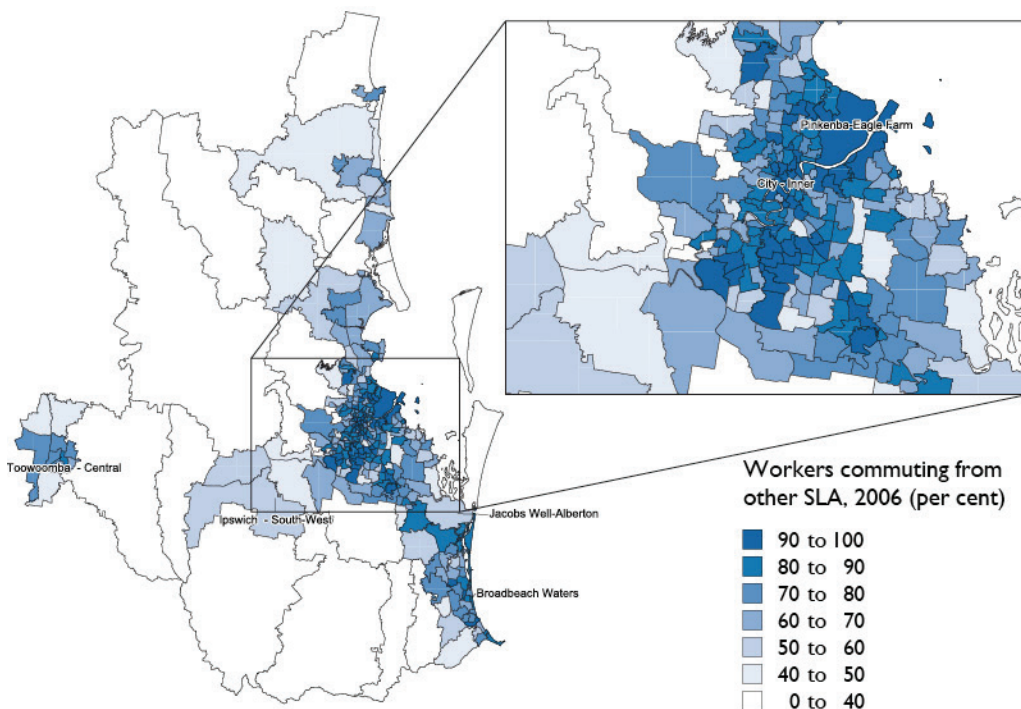 Pinkenba-Eagle Farm
City - Inner
Toowoomba - Central
Ipswich - South-West
Jacobs Well-Alberton
Broadbeach Waters
Workers commuting from
other SLA, 2006 (per cent)
90 to 100
80 to 90
70 to 80
60 to 70
50 to 60
40 to 50
0 to 40